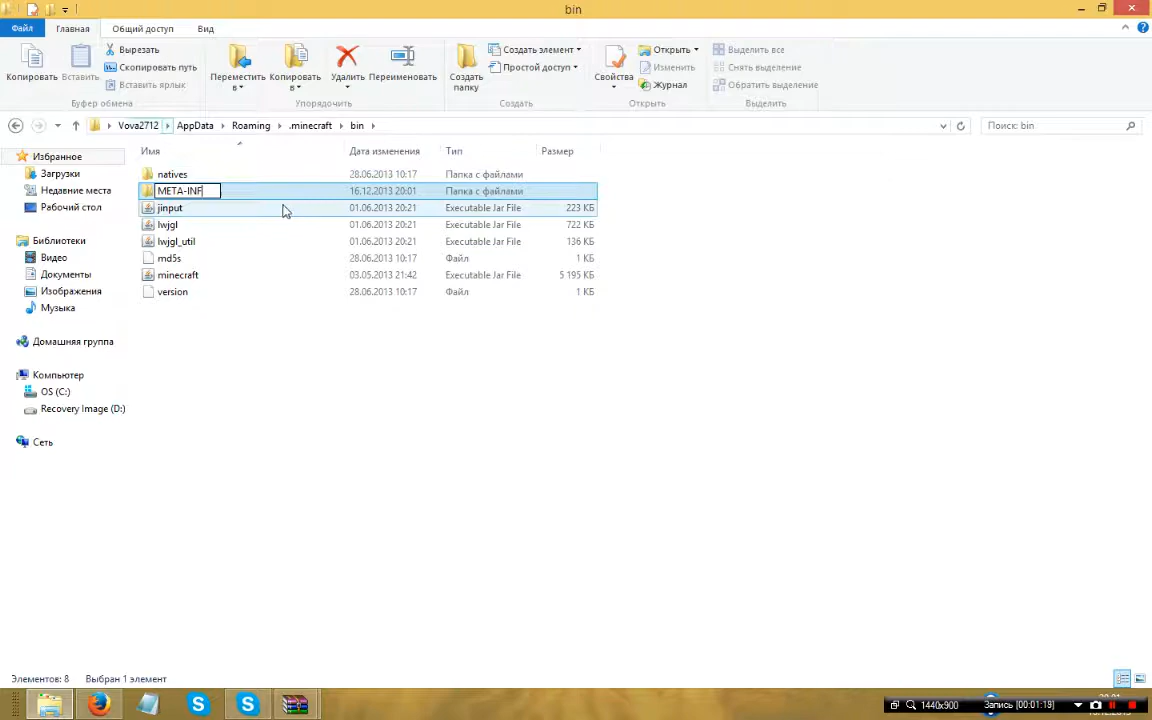 bin
Файл
Главная
Общий доступ
Вид
Копировать
Вставить
Вырезать
Скопировать путь
Вставить ярлык
Буфер обмена
Переместить в
Копировать в
Удалить
Переименовать
Упорядочить
Создать папку
Создать элемент
Простой доступ
Создать
Свойства
Открыть
Изменить
Журнал
Открыть
Выделить все
Снять выделение
Обратить выделение
Выделить
Vova2712 AppData Roaming .minecraft bin
Поиск: bin
Имя Дата изменения Тип Размер
natives 28.06.2013 10:17 Папка с файлами
META-INF 16.12.2013 20:01 Папка с файлами
jinput 01.06.2013 20:21 Executable Jar File 223 КБ
lwjgl 01.06.2013 20:21 Executable Jar File 722 КБ
lwjgl_util 01.06.2013 20:21 Executable Jar File 136 КБ
md5s 28.06.2013 10:17 Файл 1 КБ
minecraft 03.05.2013 21:42 Executable Jar File 5 195 КБ
version 28.06.2013 10:17 Файл 1 КБ
Избранное
Загрузки
Недавние места
Рабочий стол
Библиотеки
Видео
Документы
Изображения
Музыка
Домашняя группа
Компьютер
OS (C:)
Recovery Image (D:)
Сеть
Элементов: 8 Выбран 1 элемент
1440x900 Запись [00:01:19]